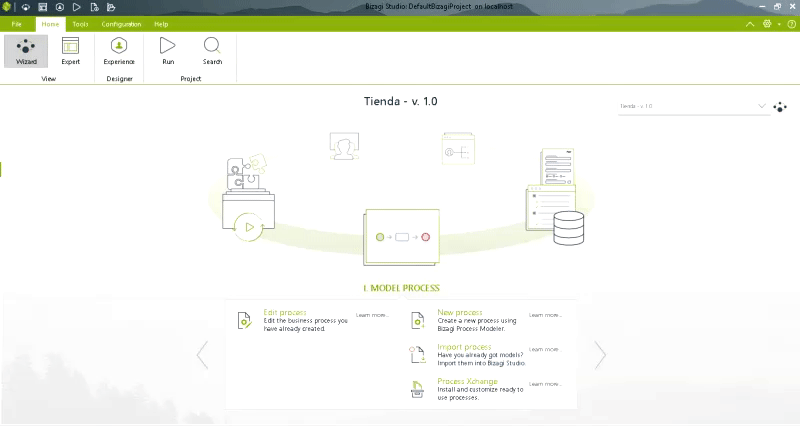 Bizagi Studio: DefaultBizagiProject on localhost
File Home Tools Configuration Help
Wizard Expert Experience Run Search
View Designer Project
Tienda - v. 1.0
Tienda - v. 1.0
1. MODEL PROCESS
Edit process
Edit the business process you
have already created.
Learn more...
New process
Create a new process using
Bizagi Process Modeler.
Learn more...
Import process
Have you already got models?
Import them into Bizagi Studio.
Learn more...
Process Xchange
Install and customize ready to
use processes.
Learn more...